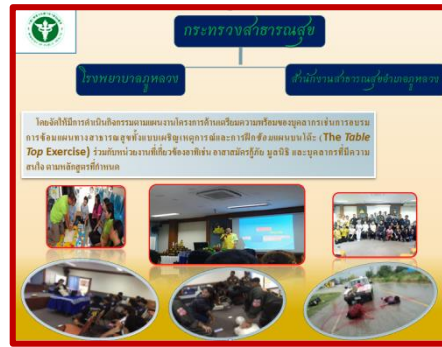 กระทรวงสาธารณสุข
โรงพยาบาลภูหลวง
สำนักงานสาธารณสุขอำเภอภูหลวง
โดยจัดให้มีการดำเนินกิจกรรมตามแผนงานโครงการด้านเตรียมความพร้อมของบุคลากรเช่นการอบรม
การซ้อมแผนทางสาธารณสุขทั้งแบบเผชิญเหตุการณ์และการฝึกซ้อมแผนบนโต๊ะ (The Table
Top Exercise) ร่วมกับหน่วยงานที่เกี่ยวข้องอาทิเช่น อาสาสมัครกู้ภัย มูลนิธิ และบุคลากรที่มีความ
สนใจ ตามหลักสูตรที่กำหนด